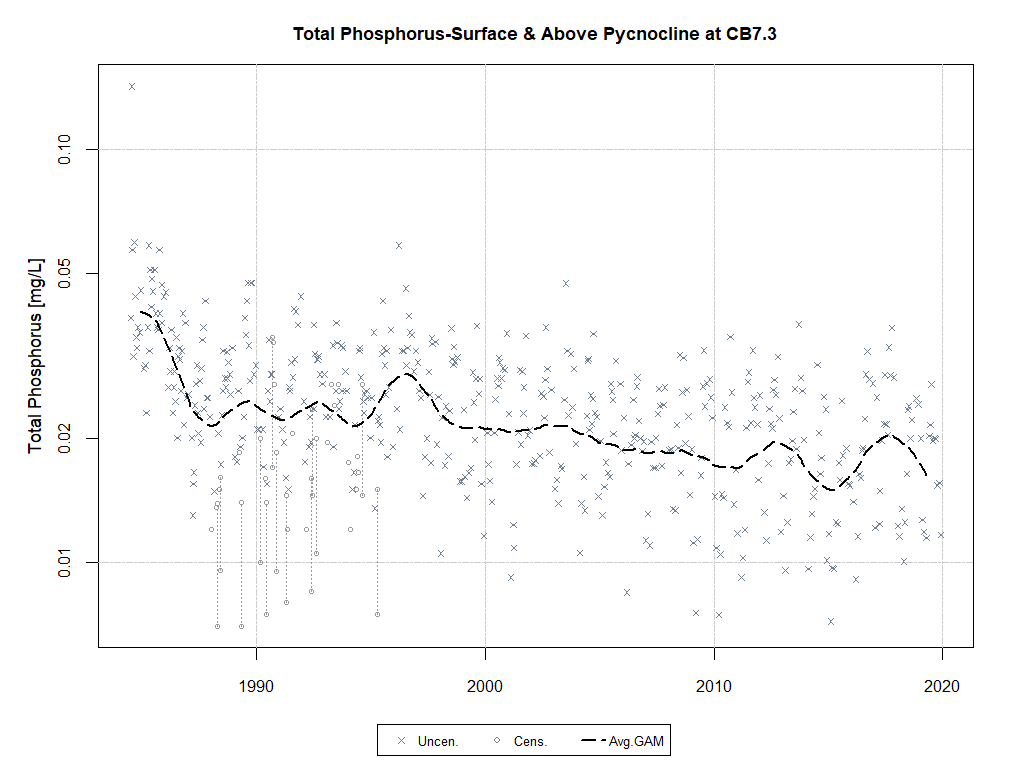 Total Phosphorus-Surface & Above Pycnocline at CB7.3
Total Phosphorus [mg/L]
0.10
0.05
0.02
0.01
1990 2000 2010 2020
Uncen. Cens. Avg.GAM